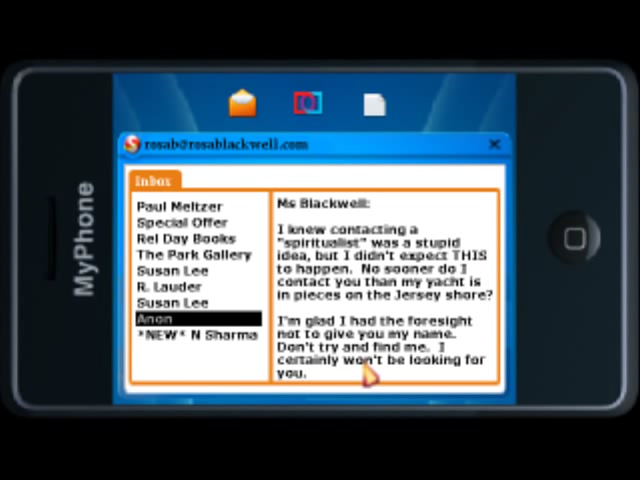 MyPhone
rosab@rosablackwell.com
Inbox
Paul Meltzer
Special Offer
Rel Day Books
The Park Gallery
Susan Lee
R. Lauder
Susan Lee
Anon
*NEW* N Sharma
Ms Blackwell:
I knew contacting a
"spiritualist" was a stupid
idea, but I didn't expect THIS
to happen. No sooner do I
contact you than my yacht is
in pieces on the Jersey shore?
I'm glad I had the foresight
not to give you my name.
Don't try and find me. I
certainly won't be looking for
you.